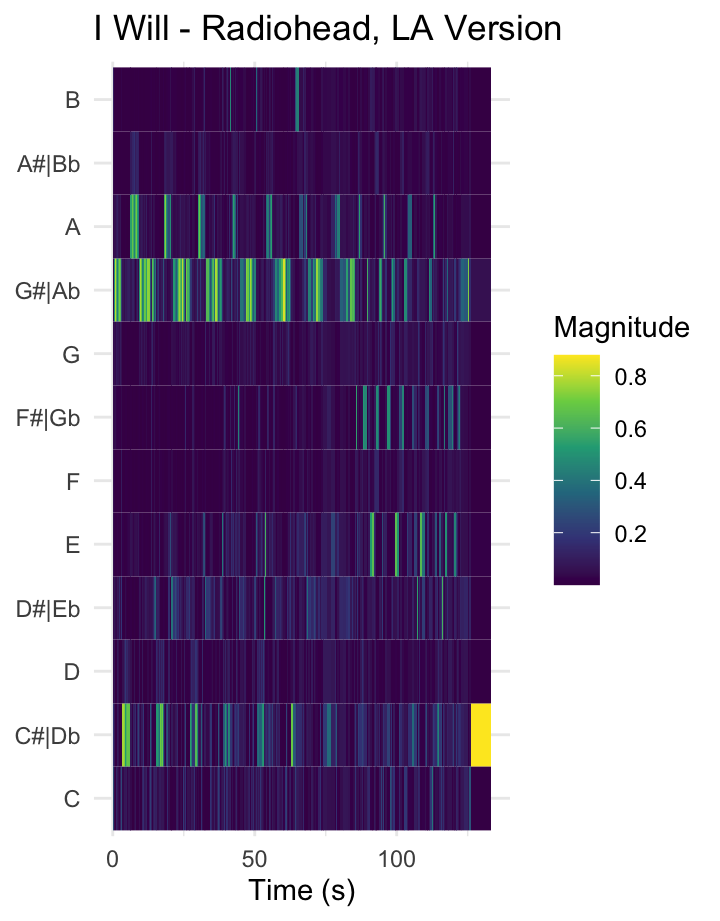 I Will - Radiohead, LA Version
B
A#|Bb
A
G#|Ab
G
F#|Gb
F
E
D#|Eb
D
C#|Db
C
0 50 100
Time (s)
Magnitude
0.8
0.6
0.4
0.2